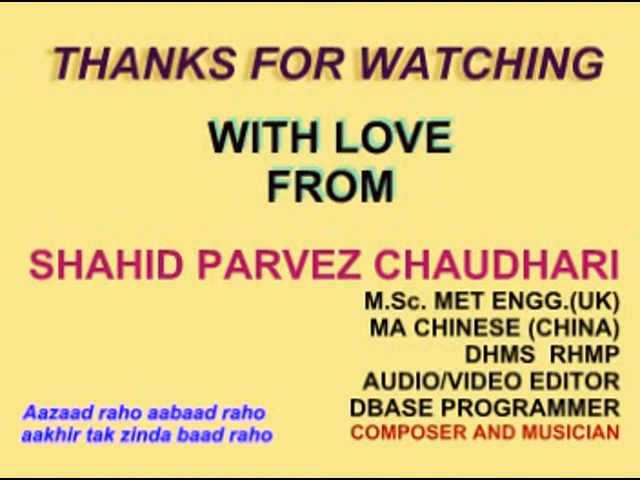 THANKS FOR WATCHING
WITH LOVE
FROM
SHAHID PARVEZ CHAUDHARI
M.Sc. MET ENGG.(UK)
MA CHINESE (CHINA)
DHMS RHMP
AUDIO/VIDEO EDITOR
DBASE PROGRAMMER
COMPOSER AND MUSICIAN
Aazaad raho aabaad raho
aakhir tak zinda baad raho